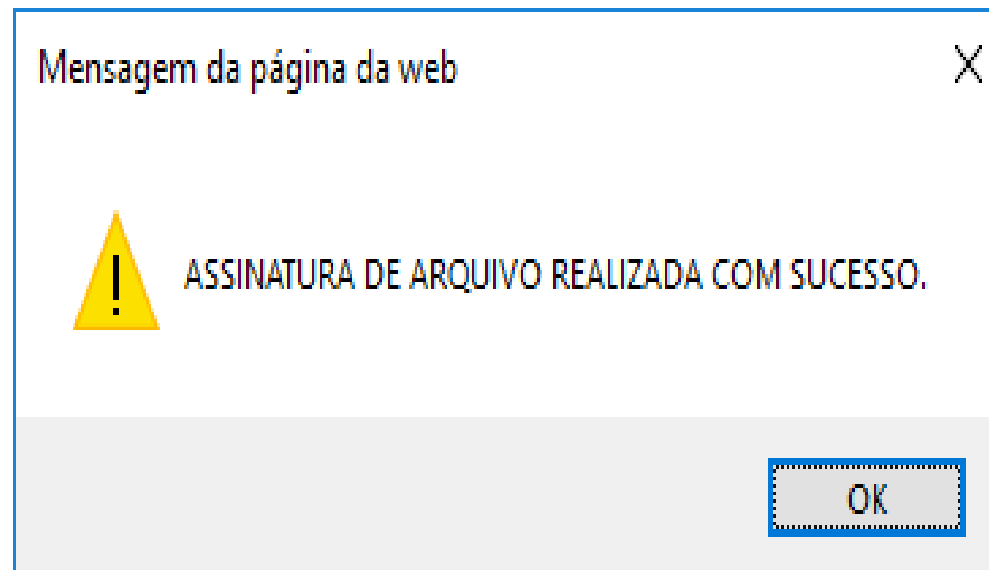 Mensagem da página da web
ASSINATURA DE ARQUIVO REALIZADA COM SUCESSO.
OK